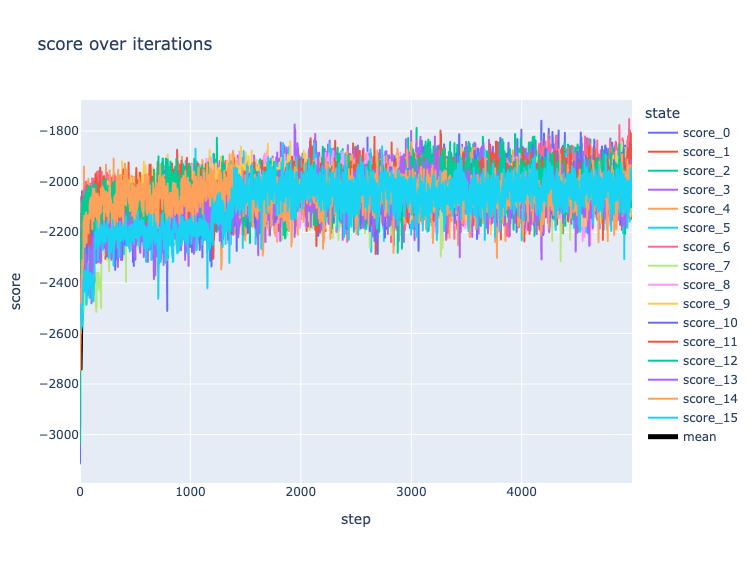 score over iterations
state
score_0
score_1
score_2
score_3
score_4
score_5
score_6
score_7
score_8
score_9
score_10
score_11
score_12
score_13
score_14
score_15
mean
−1800
−2000
−2200
−2400
−2600
−2800
−3000
score
0 1000 2000 3000 4000
step